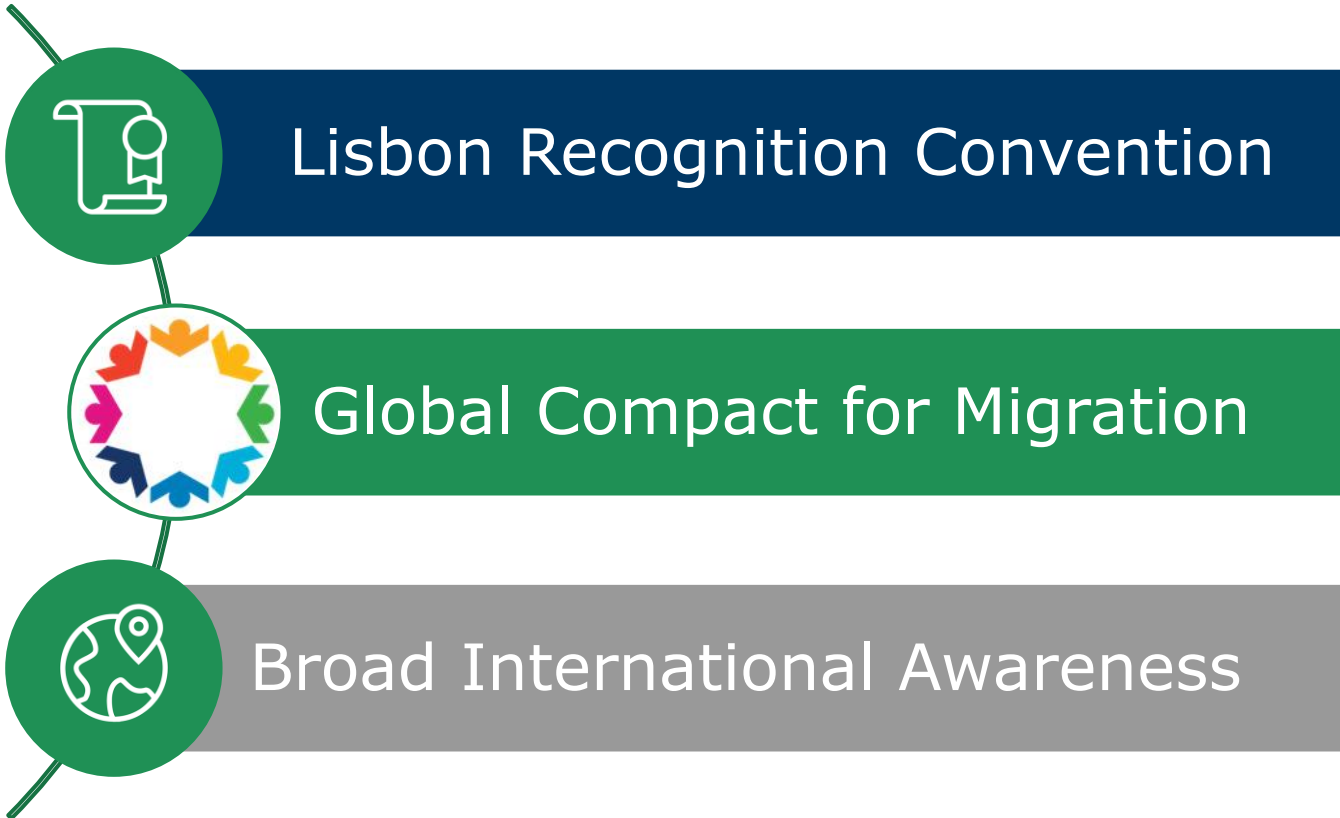 Lisbon Recognition Convention
Global Compact for Migration
Broad International Awareness